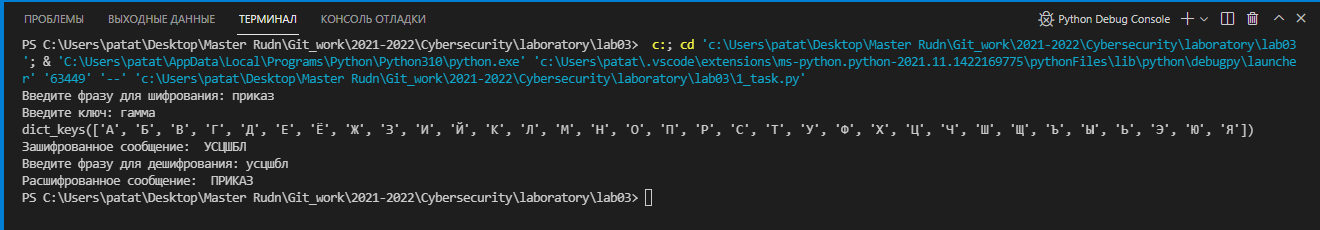 ПРОБЛЕМЫ ВЫХОДНЫЕ ДАННЫЕ ТЕРМИНАЛ КОНСОЛЬ ОТЛАДКИ Python Debug Console
PS C:\Users\patat\Desktop\Master Rudn\Git_work\2021-2022\Cybersecurity\laboratory\lab03> c:; cd 'c:\Users\patat\Desktop\Master Rudn\Git_work\2021-2022\Cybersecurity\laboratory\lab03
'; & 'C:\Users\patat\AppData\Local\Programs\Python\Python310\python.exe' 'c:\Users\patat\.vscode\extensions\ms-python.python-2021.11.1422169775\pythonFiles\lib\python\debugpy\launche
r' '63449' '--' 'c:\Users\patat\Desktop\Master Rudn\Git_work\2021-2022\Cybersecurity\laboratory\lab03\1_task.py'
Введите фразу для шифрования: приказ
Введите ключ: гамма
dict_keys(['А', 'Б', 'В', 'Г', 'Д', 'Е', 'Ё', 'Ж', 'З', 'И', 'Й', 'К', 'Л', 'М', 'Н', 'О', 'П', 'Р', 'С', 'Т', 'У', 'Ф', 'Х', 'Ц', 'Ч', 'Ш', 'Щ', 'Ъ', 'Ы', 'Ь', 'Э', 'Ю', 'Я'])
Зашифрованное сообщение:  УСЦШБЛ
Введите фразу для дешифрования: усцшбл
Расшифрованное сообщение:  ПРИКАЗ
PS C:\Users\patat\Desktop\Master Rudn\Git_work\2021-2022\Cybersecurity\laboratory\lab03>